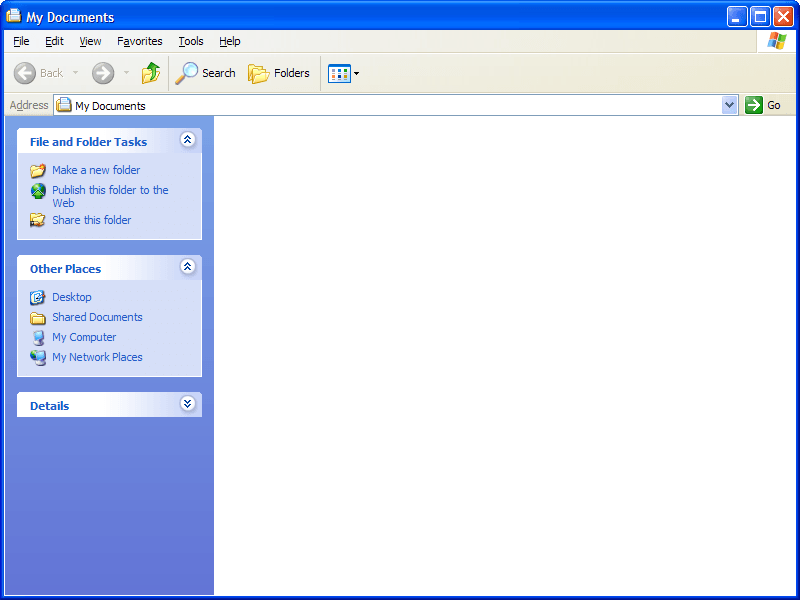 My Documents
File Edit View Favorites Tools Help
Back Search Folders
Address My Documents Go
File and Folder Tasks
Make a new folder
Publish this folder to the
Web
Share this folder
Other Places
Desktop
Shared Documents
My Computer
My Network Places
Details